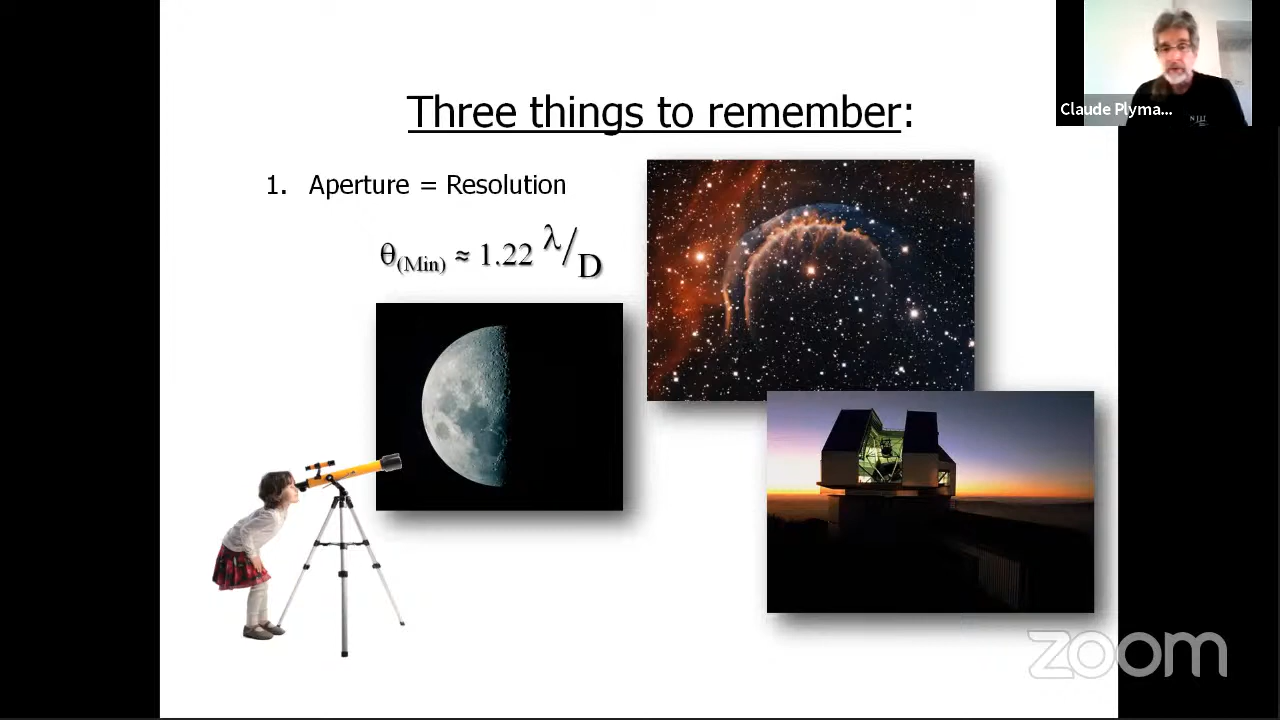 Three things to remember:
Claude Plyma...
1. Aperture = Resolution
θ(Min) ≈ 1.22 λ/D
zoom